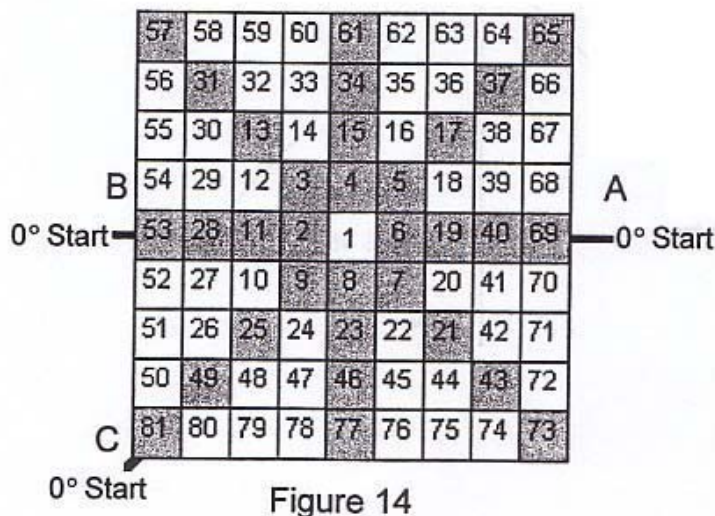 57 58 59 60 61 62 63 64 65
56 31 32 33 34 35 36 37 66
55 30 13 14 15 16 17 38 67
B 54 29 12 3 4 5 18 39 68 A
0° Start 53 28 11 2 1 6 19 40 69 0° Start
52 27 10 9 8 7 20 41 70
51 26 25 24 23 22 21 42 71
50 49 48 47 46 45 44 43 72
C 81 80 79 78 77 76 75 74 73
0° Start
Figure 14